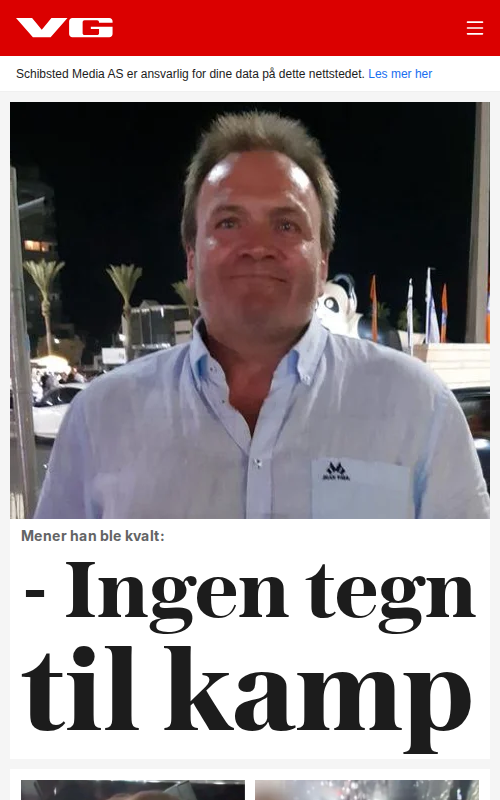 VG
Schibsted Media AS er ansvarlig for dine data på dette nettstedet. Les mer her
Mener han ble kvalt:
- Ingen tegn
til kamp